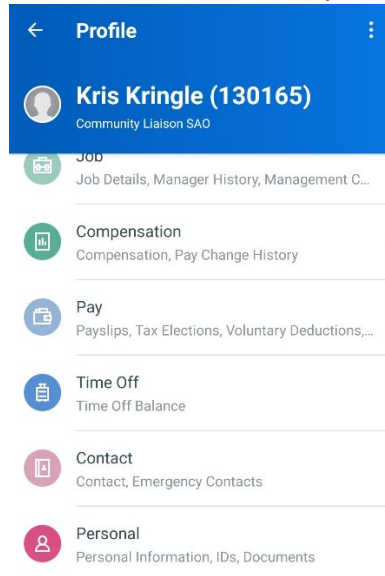 Profile
Kris Kringle (130165)
Community Liaison SAO
Job
Job Details, Manager History, Management C...
Compensation
Compensation, Pay Change History
Pay
Payslips, Tax Elections, Voluntary Deductions,...
Time Off
Time Off Balance
Contact
Contact, Emergency Contacts
Personal
Personal Information, IDs, Documents